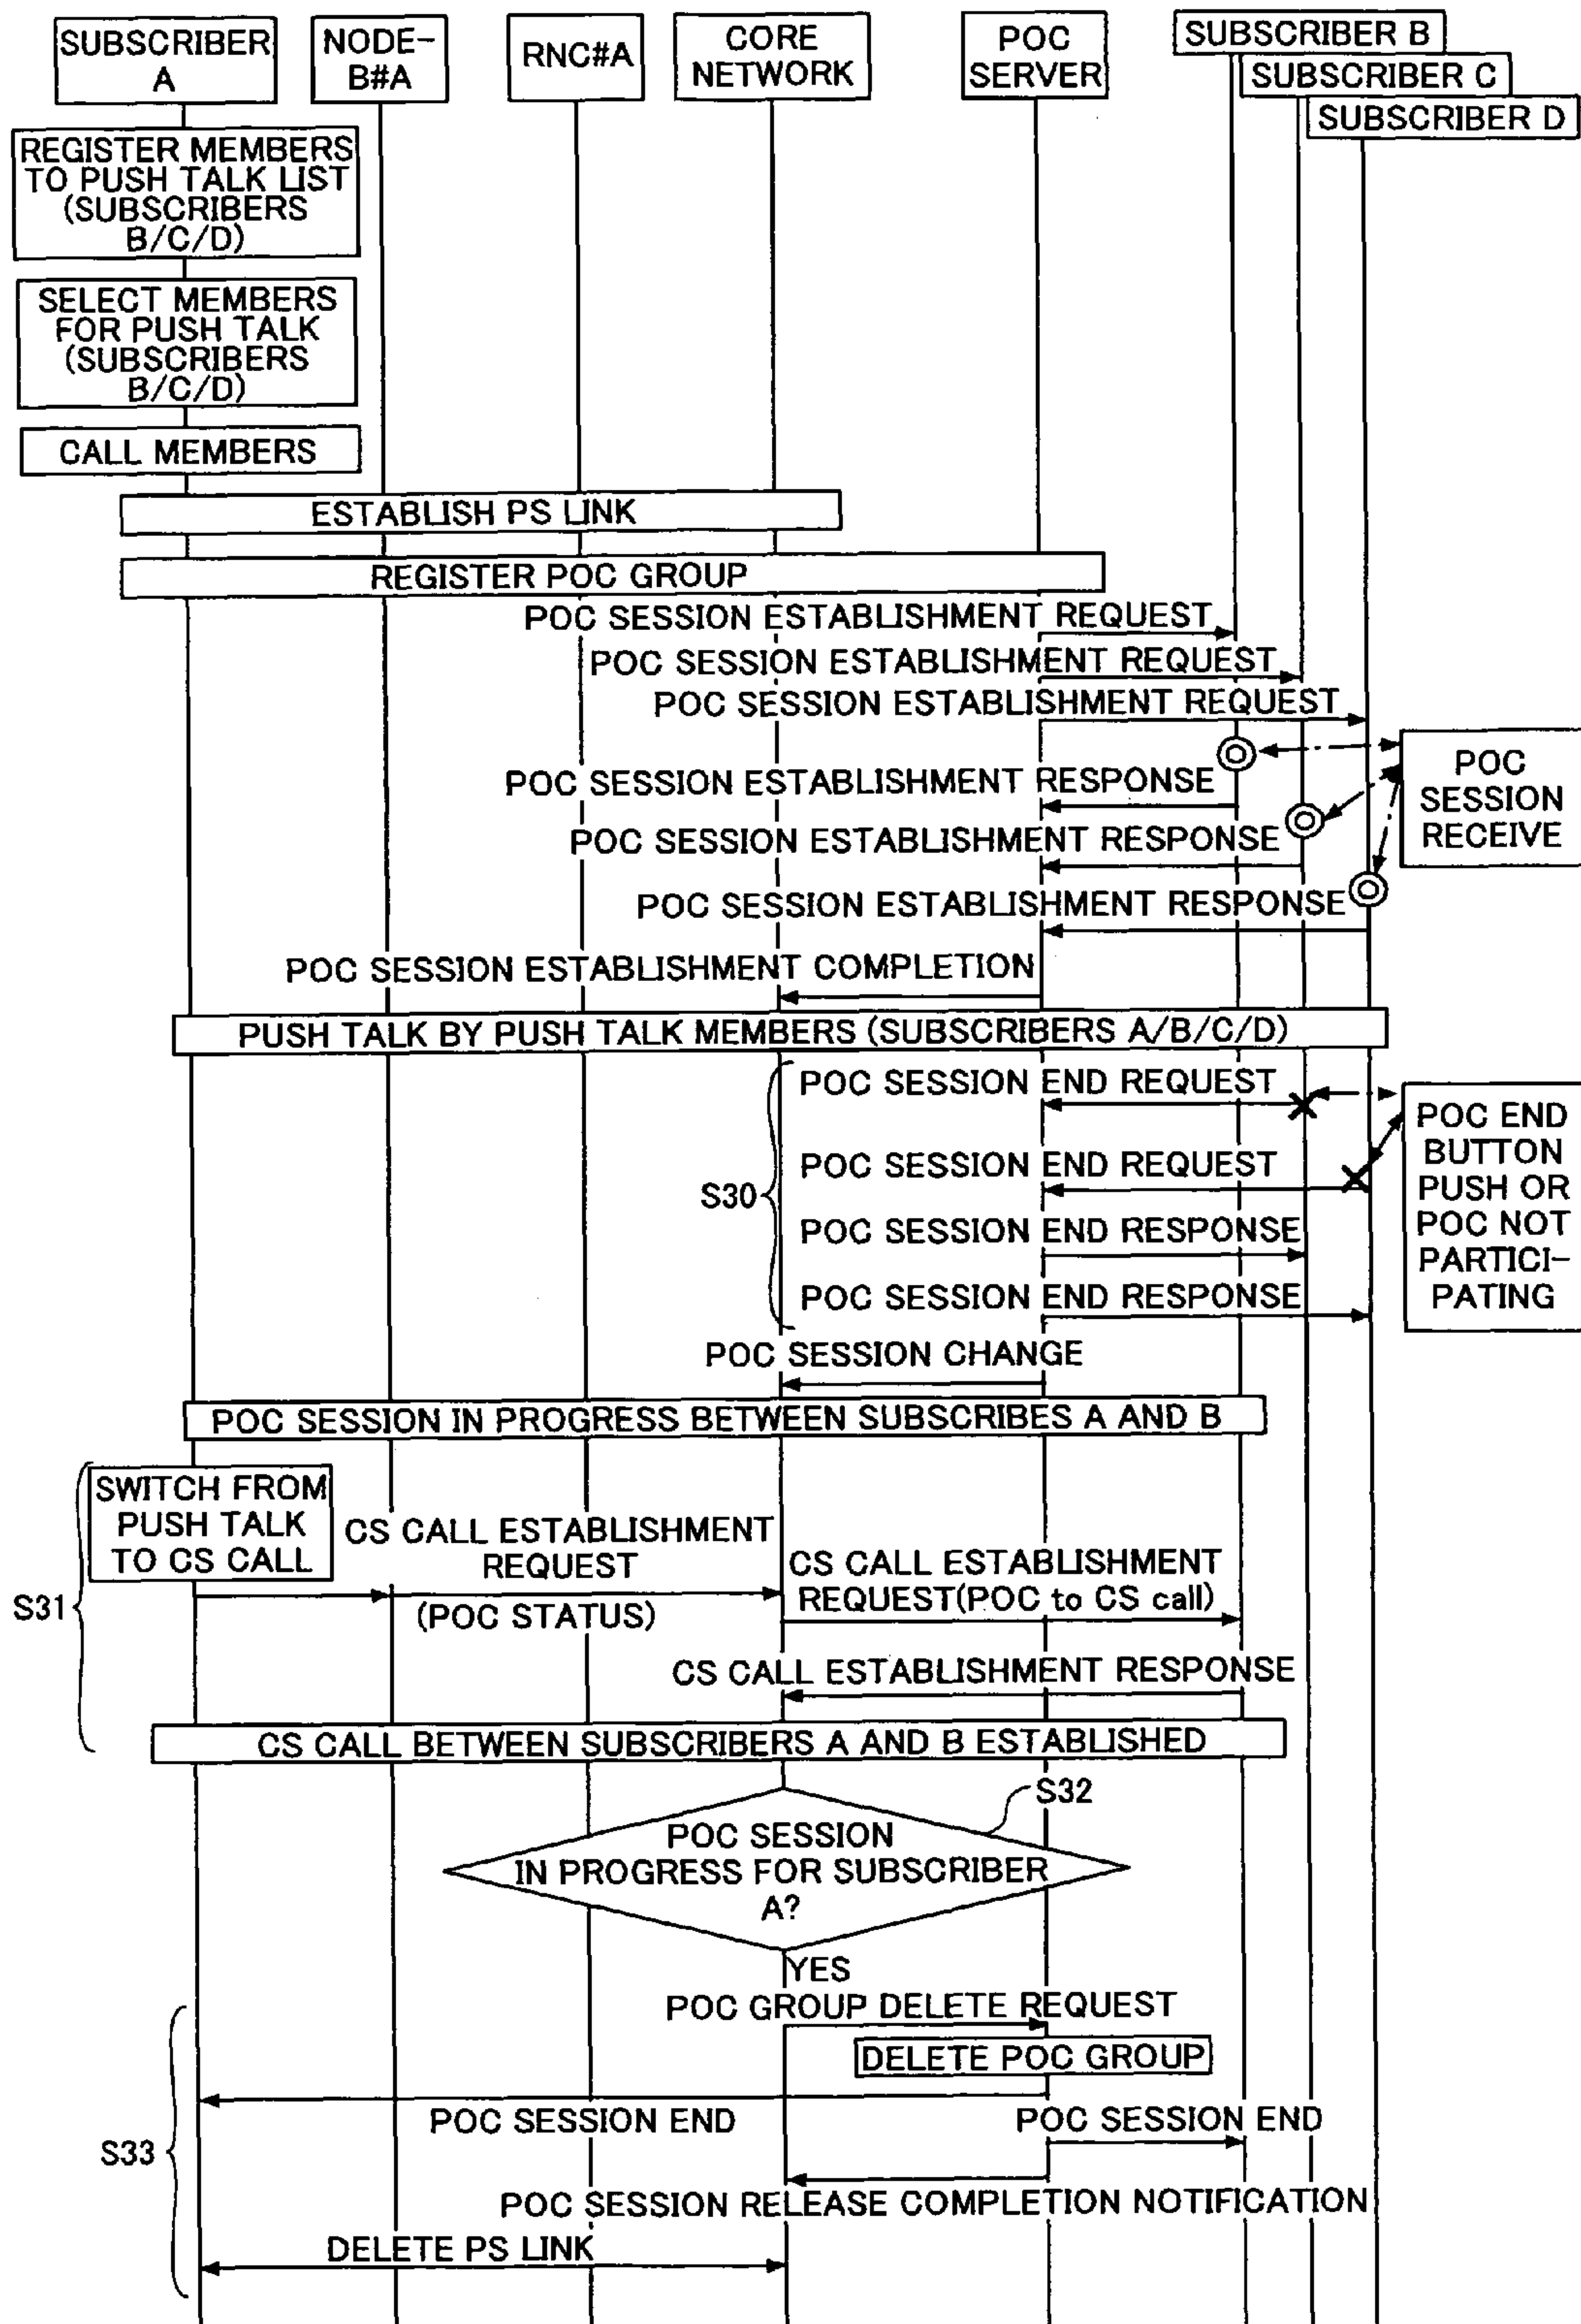 SUBSCRIBER
A
NODE-
B#A
RNC#A
CORE
NETWORK
POC
SERVER
SUBSCRIBER B
SUBSCRIBER C
SUBSCRIBER D
REGISTER MEMBERS
TO PUSH TALK LIST
(SUBSCRIBERS
B/C/D)
SELECT MEMBERS
FOR PUSH TALK
(SUBSCRIBERS
B/C/D)
CALL MEMBERS
ESTABLISH PS LINK
REGISTER POC GROUP
POC SESSION ESTABLISHMENT REQUEST
POC SESSION ESTABLISHMENT REQUEST
POC SESSION ESTABLISHMENT REQUEST
POC SESSION ESTABLISHMENT RESPONSE
POC
SESSION
RECEIVE
POC SESSION ESTABLISHMENT RESPONSE
POC SESSION ESTABLISHMENT RESPONSE
POC SESSION ESTABLISHMENT COMPLETION
PUSH TALK BY PUSH TALK MEMBERS (SUBSCRIBERS A/B/C/D)
S30
POC SESSION END REQUEST
POC SESSION END REQUEST
POC SESSION END RESPONSE
POC SESSION END RESPONSE
POC END
BUTTON
PUSH OR
POC NOT
PARTICI-
PATING
POC SESSION CHANGE
POC SESSION IN PROGRESS BETWEEN SUBSCRIBES A AND B
S31
SWITCH FROM
PUSH TALK
TO CS CALL
CS CALL ESTABLISHMENT
REQUEST
(POC STATUS)
CS CALL ESTABLISHMENT
REQUEST(POC to CS call)
CS CALL ESTABLISHMENT RESPONSE
CS CALL BETWEEN SUBSCRIBERS A AND B ESTABLISHED
S32
POC SESSION
IN PROGRESS FOR SUBSCRIBER
A?
YES
S33
POC GROUP DELETE REQUEST
DELETE POC GROUP
POC SESSION END
POC SESSION END
POC SESSION RELEASE COMPLETION NOTIFICATION
DELETE PS LINK